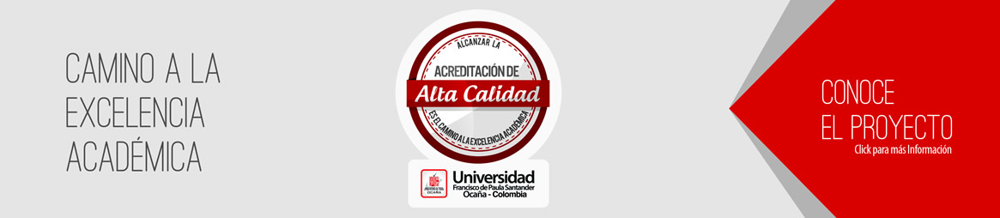 CAMINO A LA
EXCELENCIA
ACADÉMICA
ALCANZAR LA
ACREDITACIÓN DE
Alta Calidad
ES EL CAMINO A LA EXCELENCIA ACADÉMICA
OCAÑA
Universidad
Francisco de Paula Santander
Ocaña - Colombia
CONOCE
EL PROYECTO
Click para más Información